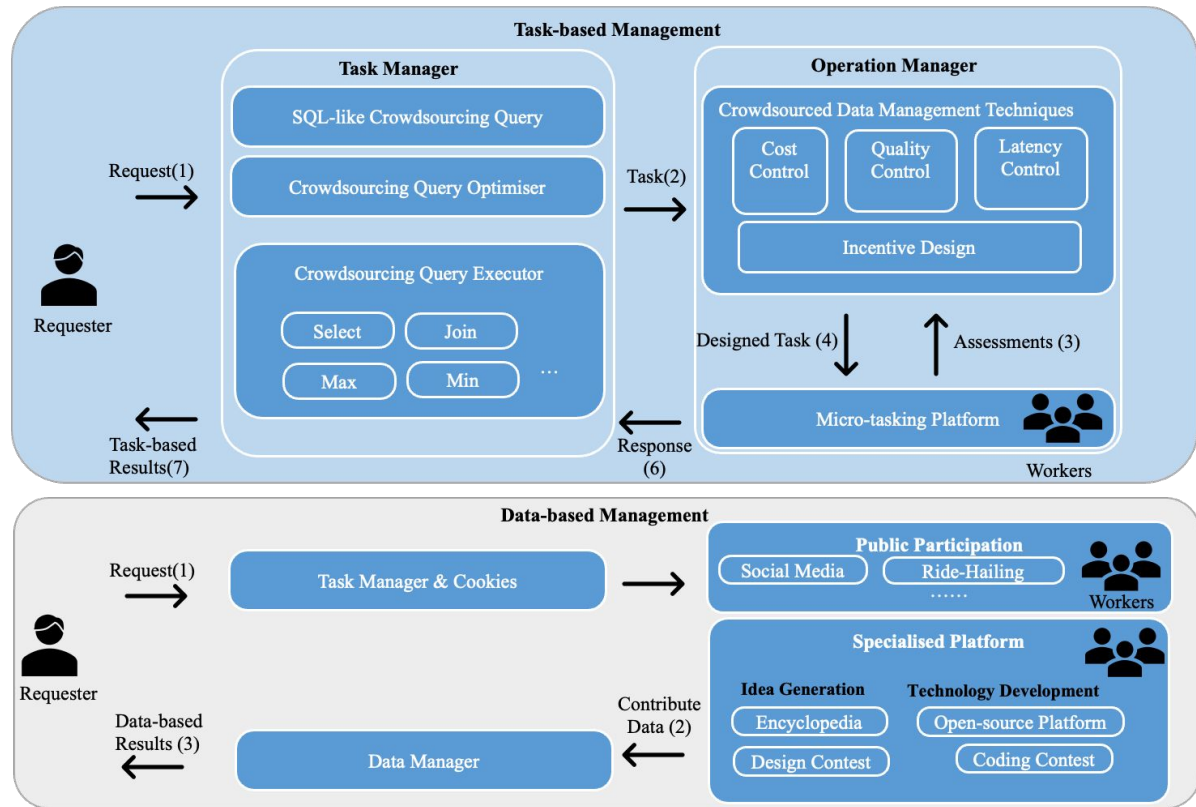 Task-based Management
Task Manager
Operation Manager
SQL-like Crowdsourcing Query
Crowdsourced Data Management Techniques
Cost
Control
Quality
Control
Latency
Control
Request(1)
Crowdsourcing Query Optimiser
Task(2)
Incentive Design
Crowdsourcing Query Executor
Requester
Select
Join
Max
Min
...
Designed Task (4)
Assessments (3)
Micro-tasking Platform
Task-based
Results(7)
Response
(6)
Workers
Data-based Management
Request(1)
Task Manager & Cookies
Public Participation
Social Media
Ride-Hailing
......
Workers
Requester
Specialised Platform
Idea Generation
Technology Development
Encyclopedia
Open-source Platform
Design Contest
Coding Contest
Contribute
Data (2)
Data-based
Results (3)
Data Manager